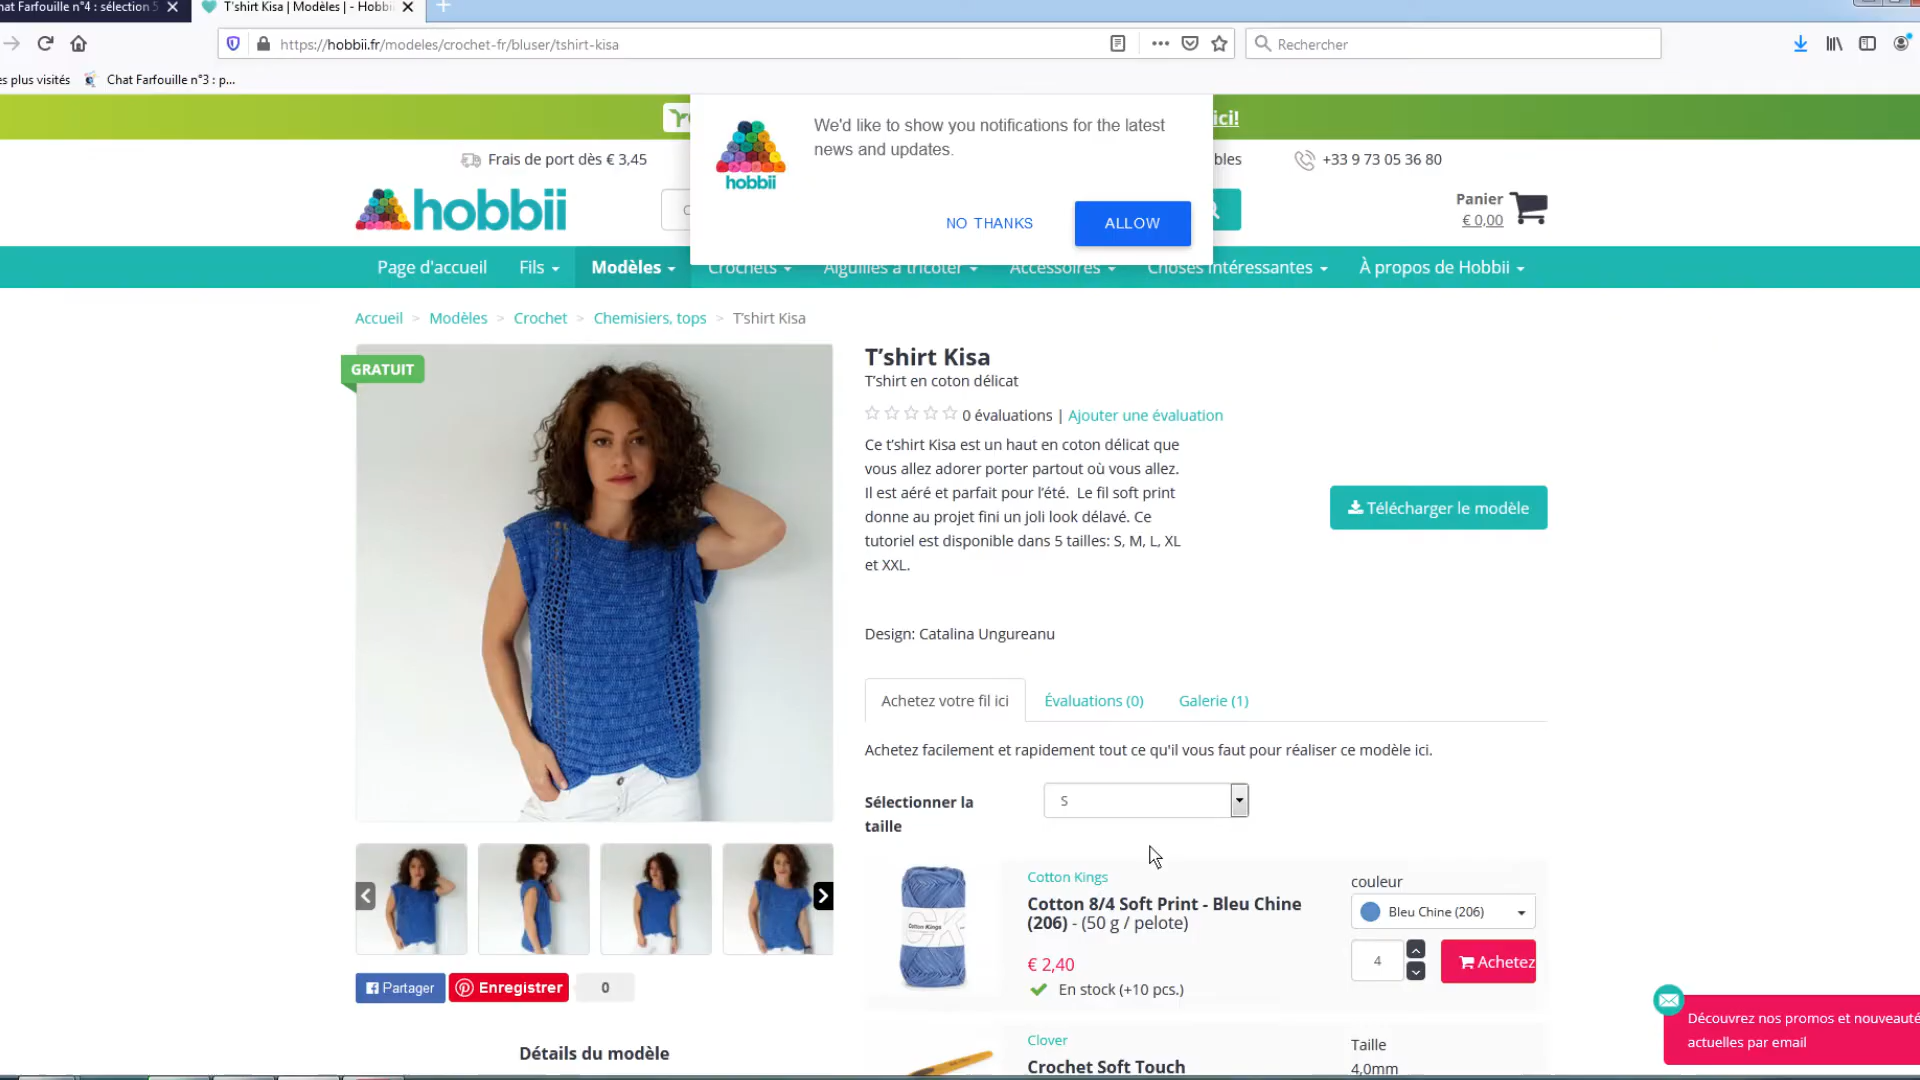 hat Farfouille n°4 : sélection 5
T'shirt Kisa | Modèles | - Hobbi
https://hobbii.fr/modeles/crochet-fr/bluser/tshirt-kisa
Rechercher
es plus visités
Chat Farfouille n°3 : p...
ici!
We'd like to show you notifications for the latest
news and updates.
hobbii
NO THANKS
ALLOW
Frais de port dès € 3,45
bles
+33 9 73 05 36 80
hobbii
Panier
€ 0,00
Page d'accueil
Fils
Modèles
Crochets
Aiguilles à tricoter
Accessoires
Choses intéressantes
À propos de Hobbii
Accueil > Modèles > Crochet > Chemisiers, tops > T'shirt Kisa
GRATUIT
T'shirt Kisa
T'shirt en coton délicat
0 évaluations | Ajouter une évaluation
Ce t'shirt Kisa est un haut en coton délicat que
vous allez adorer porter partout où vous allez.
Il est aéré et parfait pour l'été. Le fil soft print
donne au projet fini un joli look délavé. Ce
tutoriel est disponible dans 5 tailles: S, M, L, XL
et XXL.
Télécharger le modèle
Design: Catalina Ungureanu
Achetez votre fil ici
Évaluations (0)
Galerie (1)
Achetez facilement et rapidement tout ce qu'il vous faut pour réaliser ce modèle ici.
Sélectionner la
taille
S
Cotton Kings
Cotton 8/4 Soft Print - Bleu Chine
(206) - (50 g / pelote)
€ 2,40
En stock (+10 pcs.)
couleur
Bleu Chine (206)
4
Achetez
Cotton Kings
Partager
Enregistrer
0
Détails du modèle
Clover
Crochet Soft Touch
Taille
4,0mm
Découvrez nos promos et nouveauté
actuelles par email